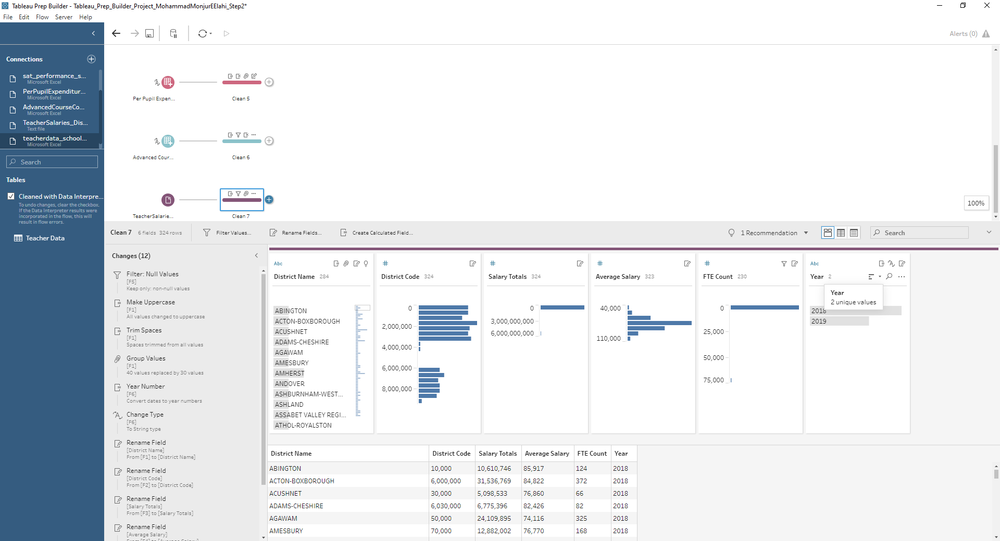 Tableau Prep Builder - Tableau_Prep_Builder_Project_MohammadMonjurEElahi_Step2*
File Edit Flow Server Help
Alerts (0)
Connections
sat_performance_s...
Microsoft Excel
PerPupilExpenditur...
Microsoft Excel
AdvancedCourseCo...
Microsoft Excel
TeacherSalaries_Dis...
Text file
teacherdata_school...
Microsoft Excel
Search
Tables
Cleaned with Data Interpre...
To undo changes, clear the checkbox.
If the Data Interpreter results were
incorporated in the flow, this will
result in flow errors.
Teacher Data
Per Pupil Expen...
Clean 5
Advanced Cour...
Clean 6
TeacherSalarie...
Clean 7
100%
Clean 7 6 fields 324 rows
Filter Values...
Rename Fields...
Create Calculated Field...
1 Recommendation
Search
Changes (12)
Filter: Null Values
[F5]
Keep only: non-null values
Make Uppercase
[F1]
All values changed to uppercase
Trim Spaces
[F1]
Spaces trimmed from all values
Group Values
[F1]
40 values replaced by 30 values
Year Number
[F6]
Convert dates to year numbers
Change Type
[F6]
To String type
Rename Field
[District Name]
From [F1] to [District Name]
Rename Field
[District Code]
From [F2] to [District Code]
Rename Field
[Salary Totals]
From [F3] to [Salary Totals]
Rename Field
[Average Salary]
From [F4] to [Average Salary]
Abc
District Name 284
ABINGTON
ACTON-BOXBOROUGH
ACUSHNET
ADAMS-CHESHIRE
AGAWAM
AMESBURY
AMHERST
ANDOVER
ASHBURNHAM-WEST...
ASHLAND
ASSABET VALLEY REGI...
ATHOL-ROYALSTON
#
District Code 324
0
2,000,000
4,000,000
6,000,000
8,000,000
#
Salary Totals 324
0
3,000,000,000
6,000,000,000
#
Average Salary 323
40,000
110,000
#
FTE Count 230
0
25,000
50,000
75,000
Abc
Year 2
Year
2 unique values
2018
2019
District Name District Code Salary Totals Average Salary FTE Count Year
ABINGTON 10,000 10,610,746 85,917 124 2018
ACTON-BOXBOROUGH 6,000,000 31,536,769 84,822 372 2018
ACUSHNET 30,000 5,098,533 76,860 66 2018
ADAMS-CHESHIRE 6,030,000 6,775,396 82,426 82 2018
AGAWAM 50,000 24,109,895 74,116 325 2018
AMESBURY 70,000 12,882,002 76,770 168 2018